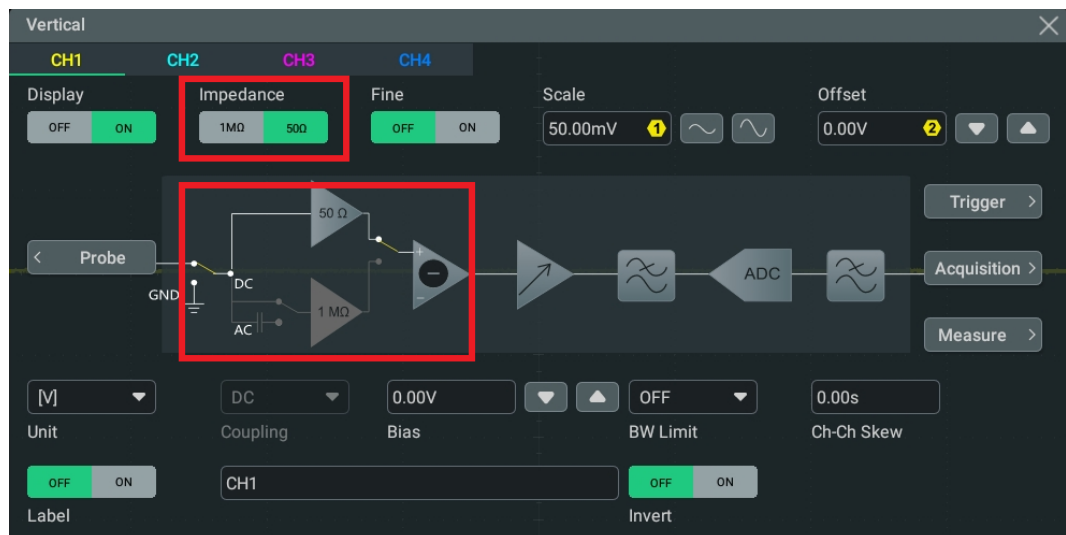 Vertical
CH1 CH2 CH3 CH4
Display Impedance Fine Scale Offset
OFF ON 1MΩ 50Ω OFF ON 50.00mV 1 0.00V 2
50 Ω
Trigger >
< Probe
+
DC
GND
ADC
Acquisition >
−
1 MΩ
AC
Measure >
[V] DC 0.00V OFF 0.00s
Unit Coupling Bias BW Limit Ch-Ch Skew
OFF ON CH1 OFF ON
Label Invert